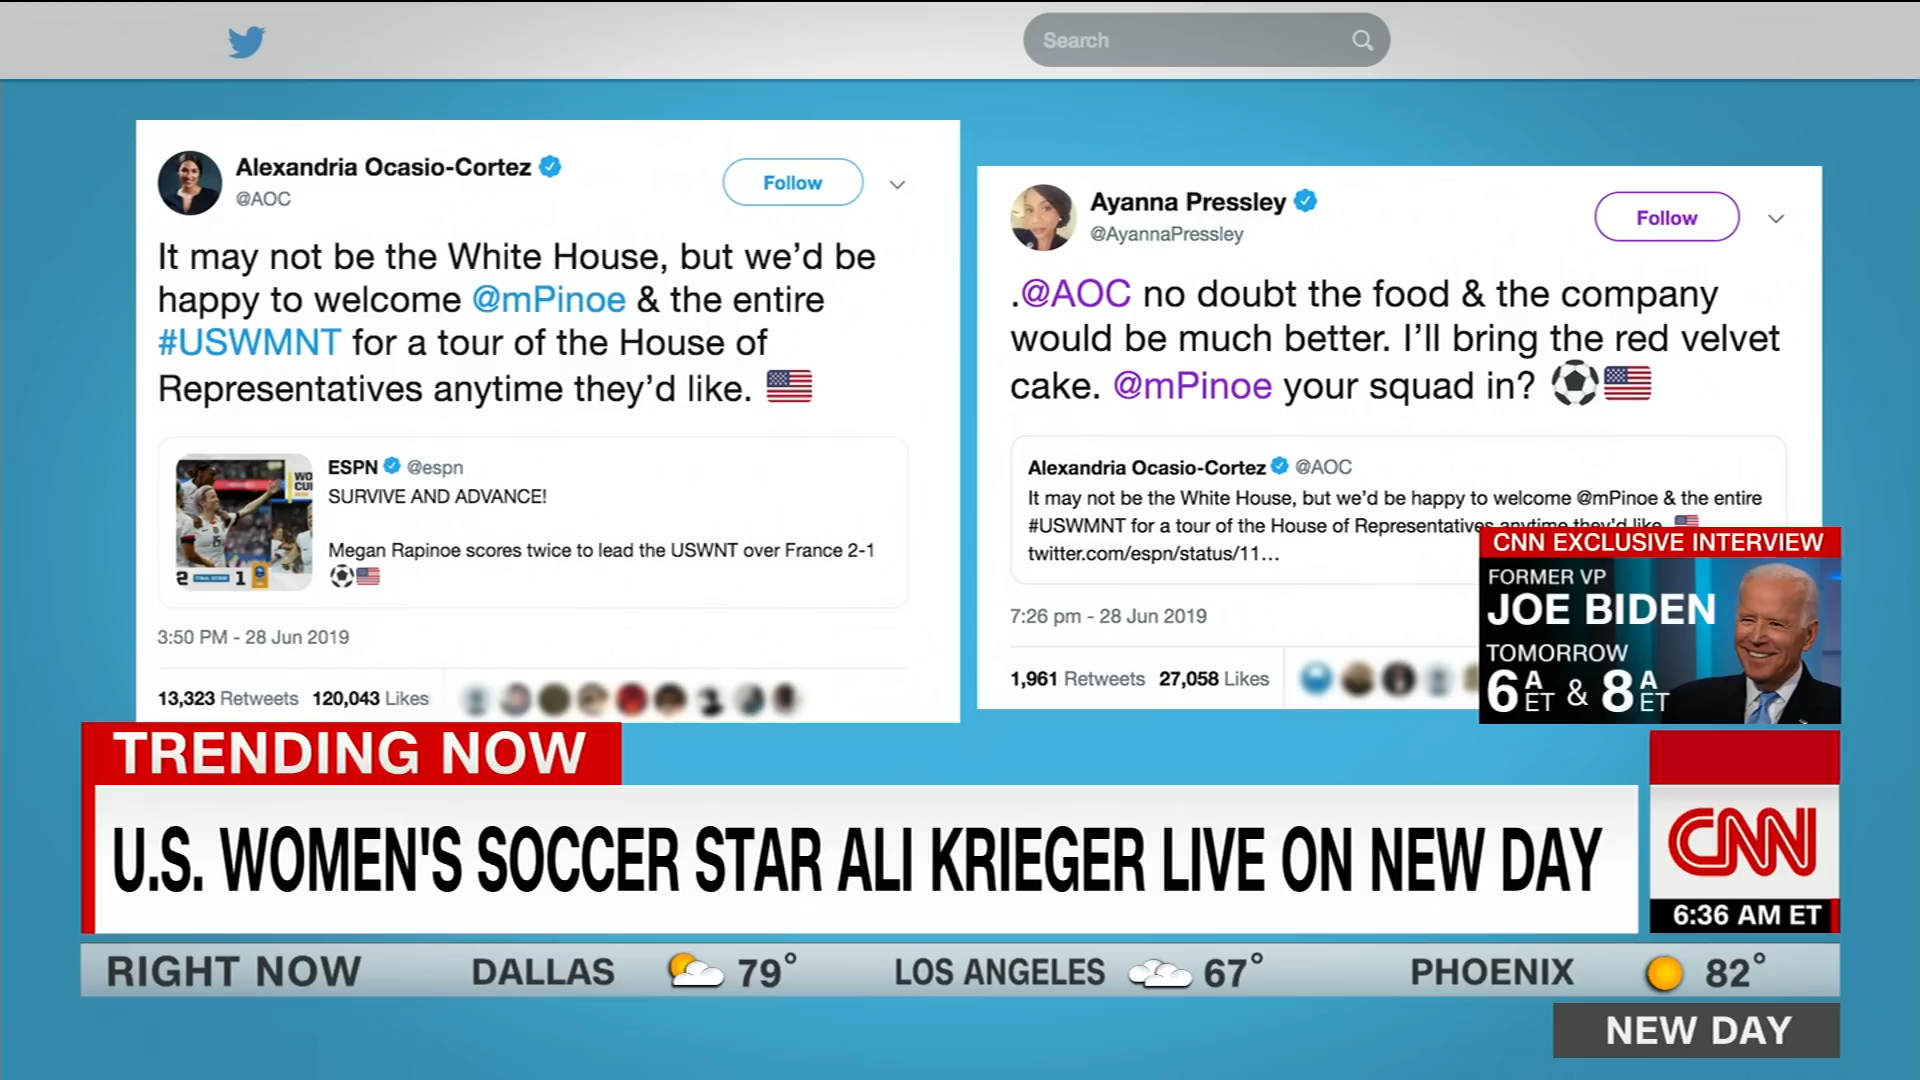 Search
Alexandria Ocasio-Cortez
@AOC
Follow
It may not be the White House, but we’d be
happy to welcome @mPinoe & the entire
#USWMNT for a tour of the House of
Representatives anytime they’d like.
WO
CU
2 FINAL SCORE 1
ESPN @espn
SURVIVE AND ADVANCE!
Megan Rapinoe scores twice to lead the USWNT over France 2-1
3:50 PM - 28 Jun 2019
13,323 Retweets 120,043 Likes
Ayanna Pressley
@AyannaPressley
Follow
.@AOC no doubt the food & the company
would be much better. I’ll bring the red velvet
cake. @mPinoe your squad in?
Alexandria Ocasio-Cortez @AOC
It may not be the White House, but we’d be happy to welcome @mPinoe & the entire
#USWMNT for a tour of the House of Representatives anytime they’d like.
twitter.com/espn/status/11...
7:26 pm - 28 Jun 2019
1,961 Retweets 27,058 Likes
CNN EXCLUSIVE INTERVIEW
FORMER VP
JOE BIDEN
TOMORROW
6A ET & 8A ET
TRENDING NOW
U.S. WOMEN'S SOCCER STAR ALI KRIEGER LIVE ON NEW DAY
CNN
6:36 AM ET
RIGHT NOW DALLAS 79° LOS ANGELES 67° PHOENIX 82°
NEW DAY